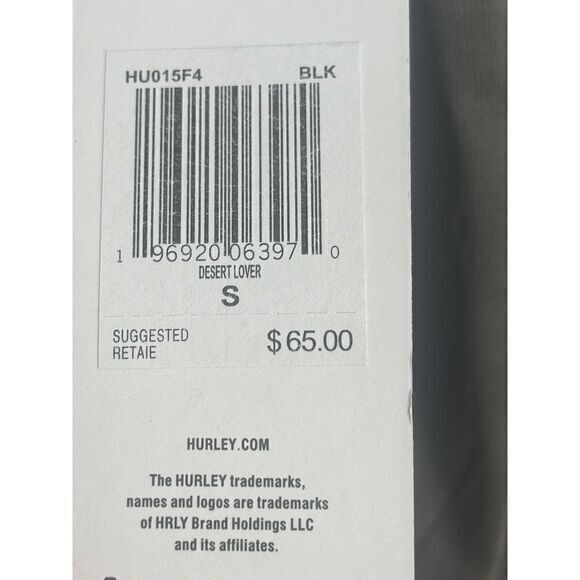 HU015F4 BLK
1 96920 06397 0
DESERT LOVER
S
SUGGESTED
RETAIE $65.00
HURLEY.COM
The HURLEY trademarks,
names and logos are trademarks
of HRLY Brand Holdings LLC
and its affiliates.